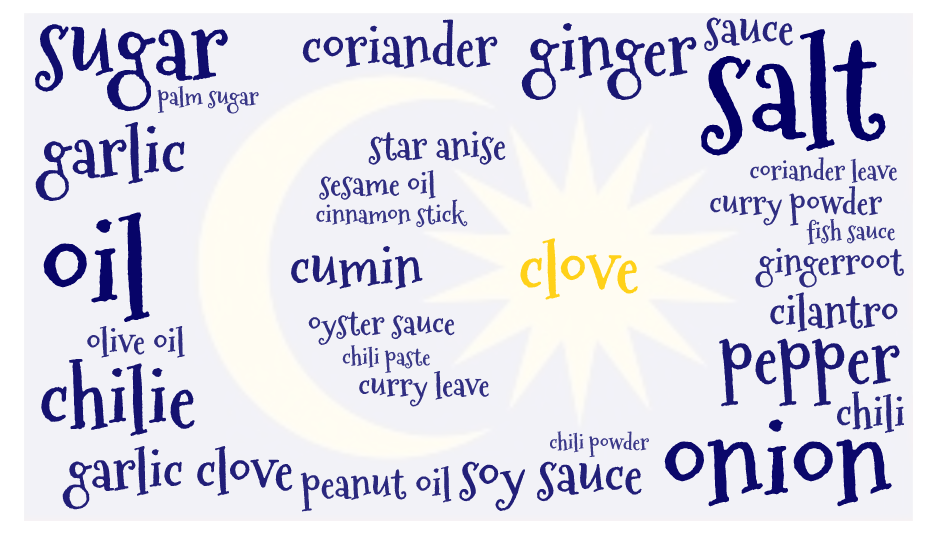 sugar
coriander
ginger
sauce
salt
palm sugar
garlic
star anise
sesame oil
cinnamon stick
coriander leave
curry powder
fish sauce
oil
cumin
clove
gingerroot
cilantro
olive oil
oyster sauce
chili paste
curry leave
pepper
chilie
chili
chili powder
onion
garlic clove
peanut oil
soy sauce